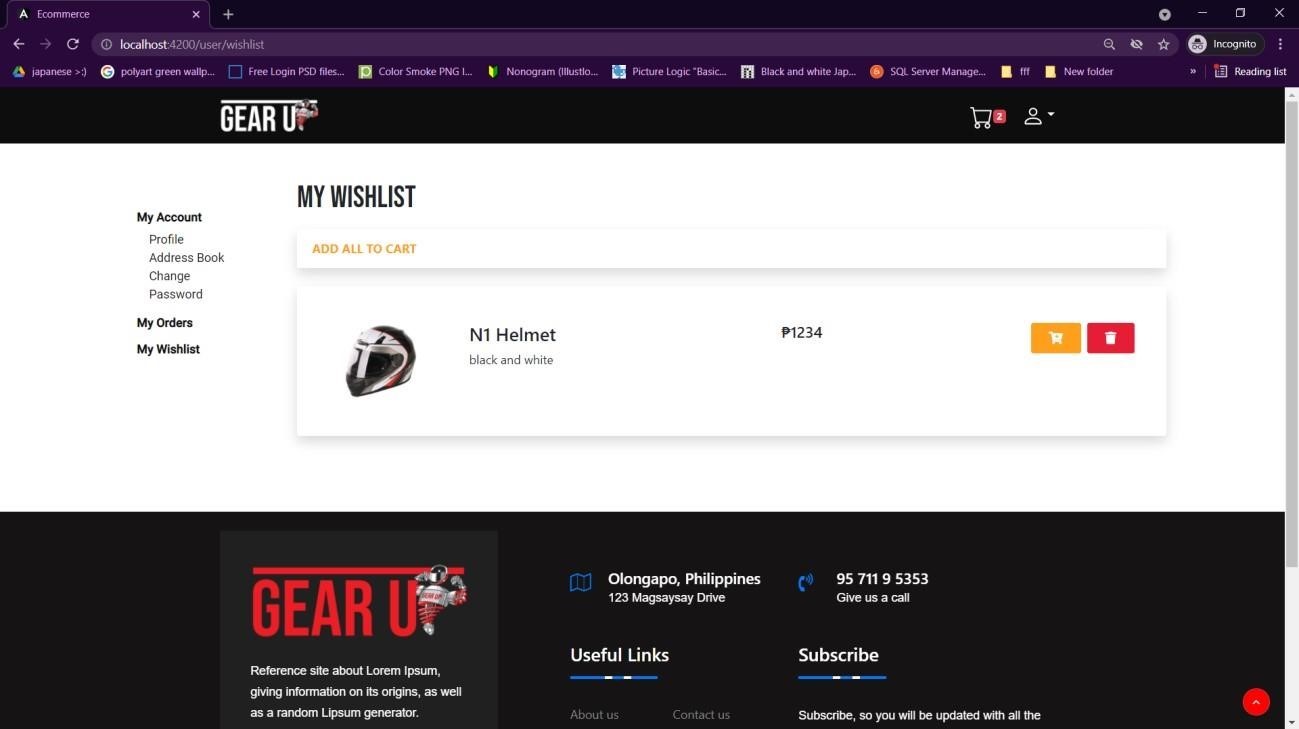 Ecommerce
localhost:4200/user/wishlist
Incognito
japanese >:)
polyart green wallp...
Free Login PSD files...
Color Smoke PNG I...
Nonogram (Illustlo...
Picture Logic "Basic...
Black and white Jap...
SQL Server Manage...
fff
New folder
»
Reading list
GEAR UP
2
MY WISHLIST
My Account
Profile
Address Book
Change
Password
My Orders
My Wishlist
ADD ALL TO CART
N1 Helmet
black and white
₱1234
GEAR UP
GEAR UP
Reference site about Lorem Ipsum,
giving information on its origins, as well
as a random Lipsum generator.
Olongapo, Philippines
123 Magsaysay Drive
95 711 9 5353
Give us a call
Useful Links
About us
Contact us
Subscribe
Subscribe, so you will be updated with all the